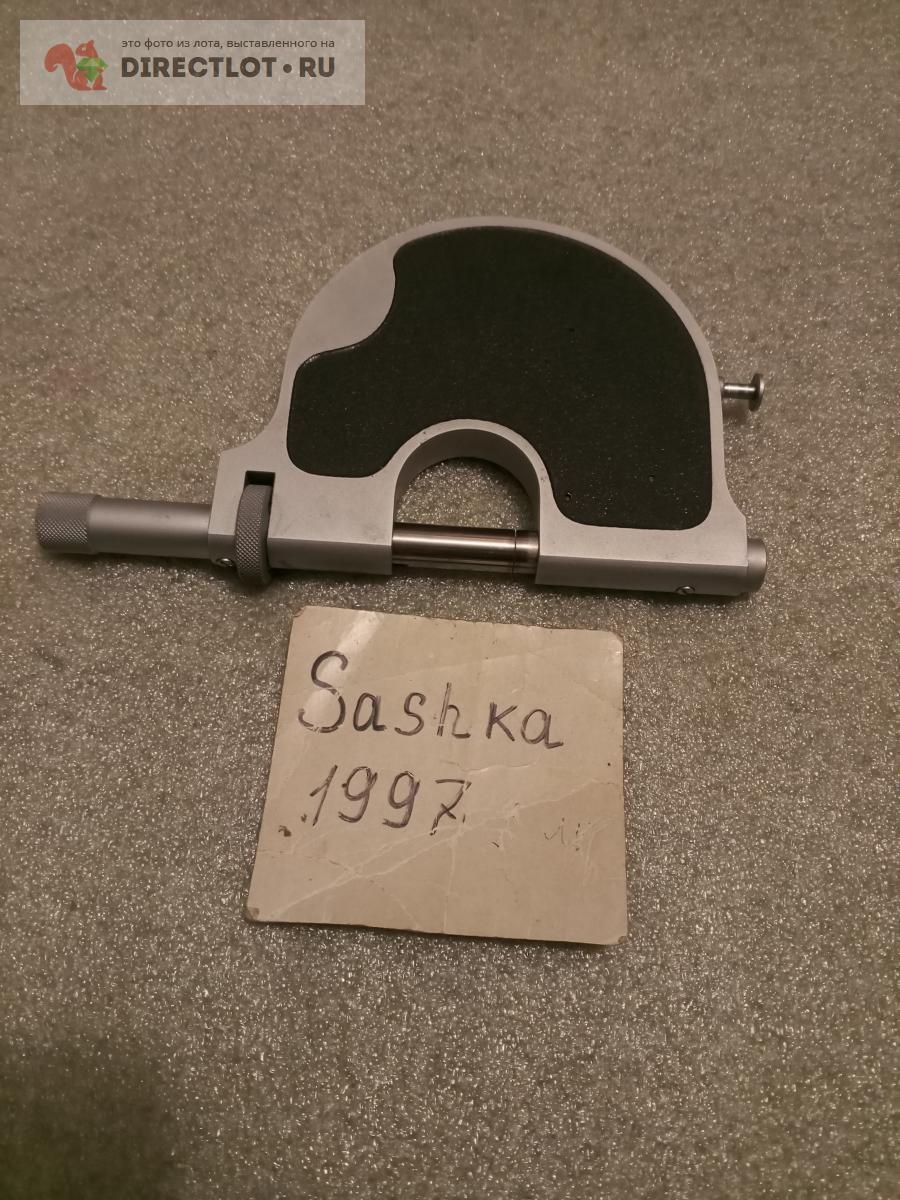 это фото из лота, выставленного на
DIRECTLOT•RU
Sashka
1997